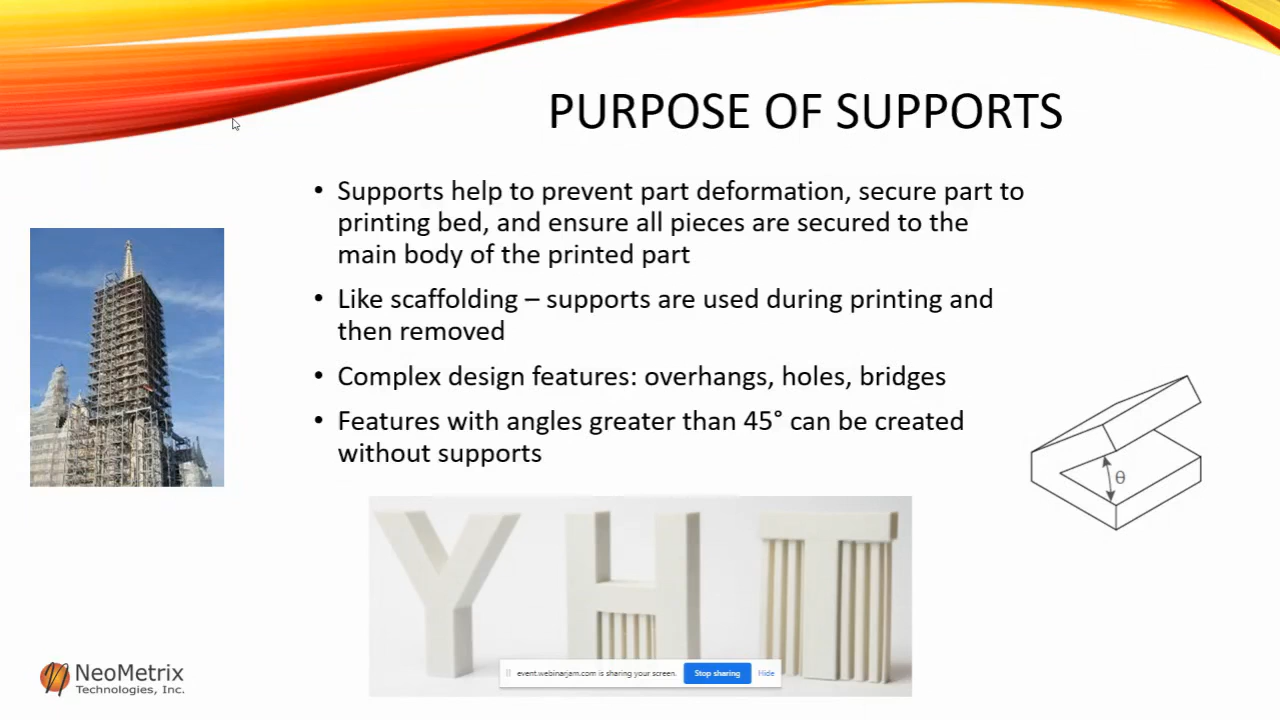 PURPOSE OF SUPPORTS
• Supports help to prevent part deformation, secure part to
printing bed, and ensure all pieces are secured to the
main body of the printed part
• Like scaffolding – supports are used during printing and
then removed
• Complex design features: overhangs, holes, bridges
• Features with angles greater than 45° can be created
without supports
θ
Y H T
event.webinarjam.com is sharing your screen. Stop sharing Hide
NeoMetrix
Technologies, Inc.